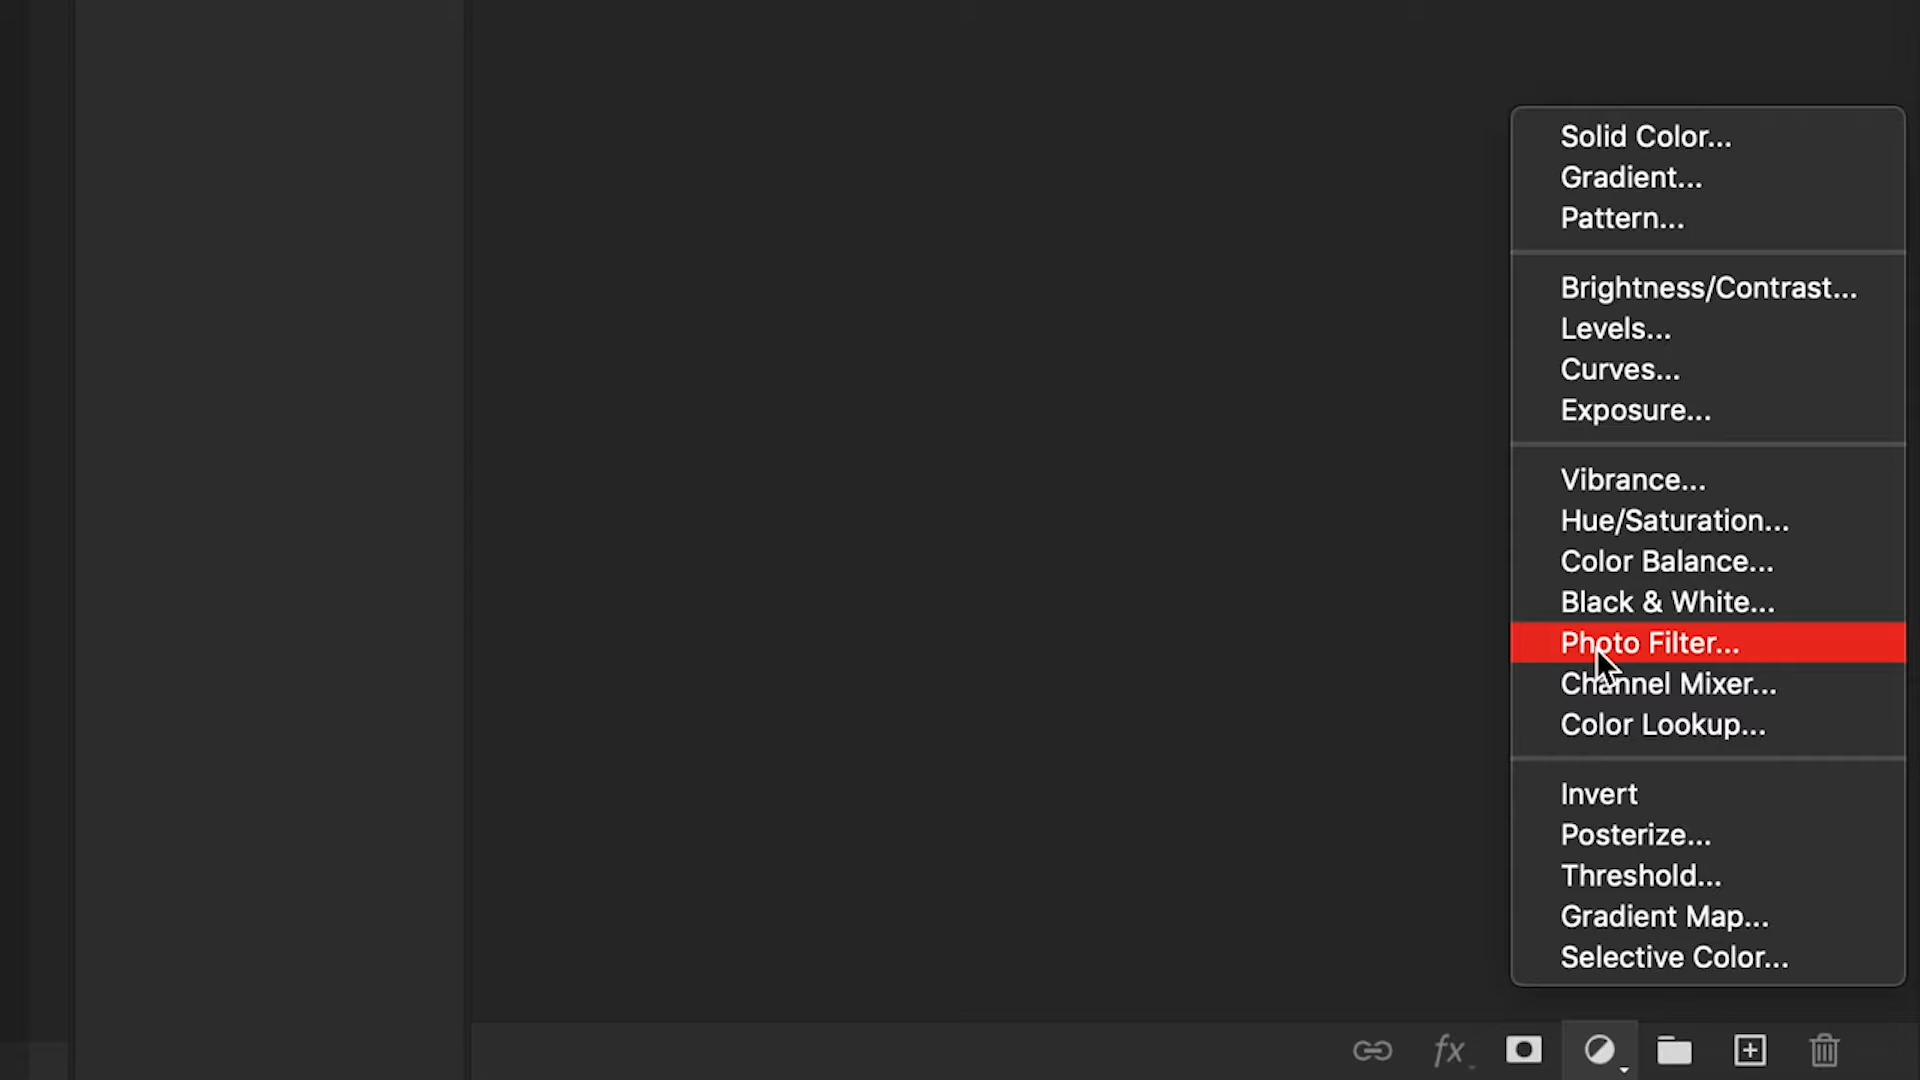 Solid Color...
Gradient...
Pattern...
Brightness/Contrast...
Levels...
Curves...
Exposure...
Vibrance...
Hue/Saturation...
Color Balance...
Black & White...
Photo Filter...
Channel Mixer...
Color Lookup...
Invert
Posterize...
Threshold...
Gradient Map...
Selective Color...
fx